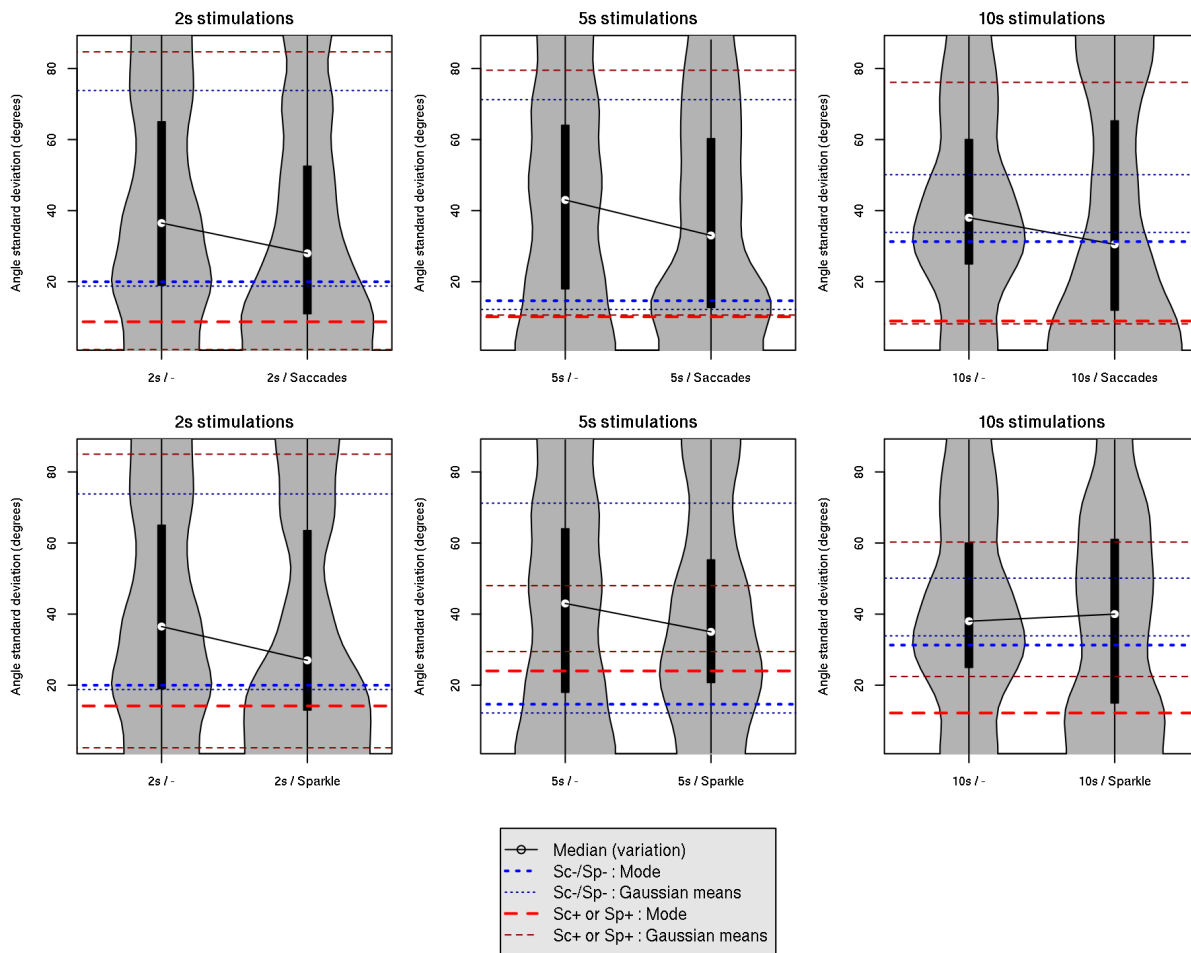 2s stimulations
5s stimulations
10s stimulations
Angle standard deviation (degrees)
80
60
40
20
2s / -
2s / Saccades
Angle standard deviation (degrees)
80
60
40
20
5s / -
5s / Saccades
Angle standard deviation (degrees)
80
60
40
20
10s / -
10s / Saccades
2s stimulations
5s stimulations
10s stimulations
Angle standard deviation (degrees)
80
60
40
20
2s / -
2s / Sparkle
Angle standard deviation (degrees)
80
60
40
20
5s / -
5s / Sparkle
Angle standard deviation (degrees)
80
60
40
20
10s / -
10s / Sparkle
Median (variation)
Sc-/Sp- : Mode
Sc-/Sp- : Gaussian means
Sc+ or Sp+ : Mode
Sc+ or Sp+ : Gaussian means